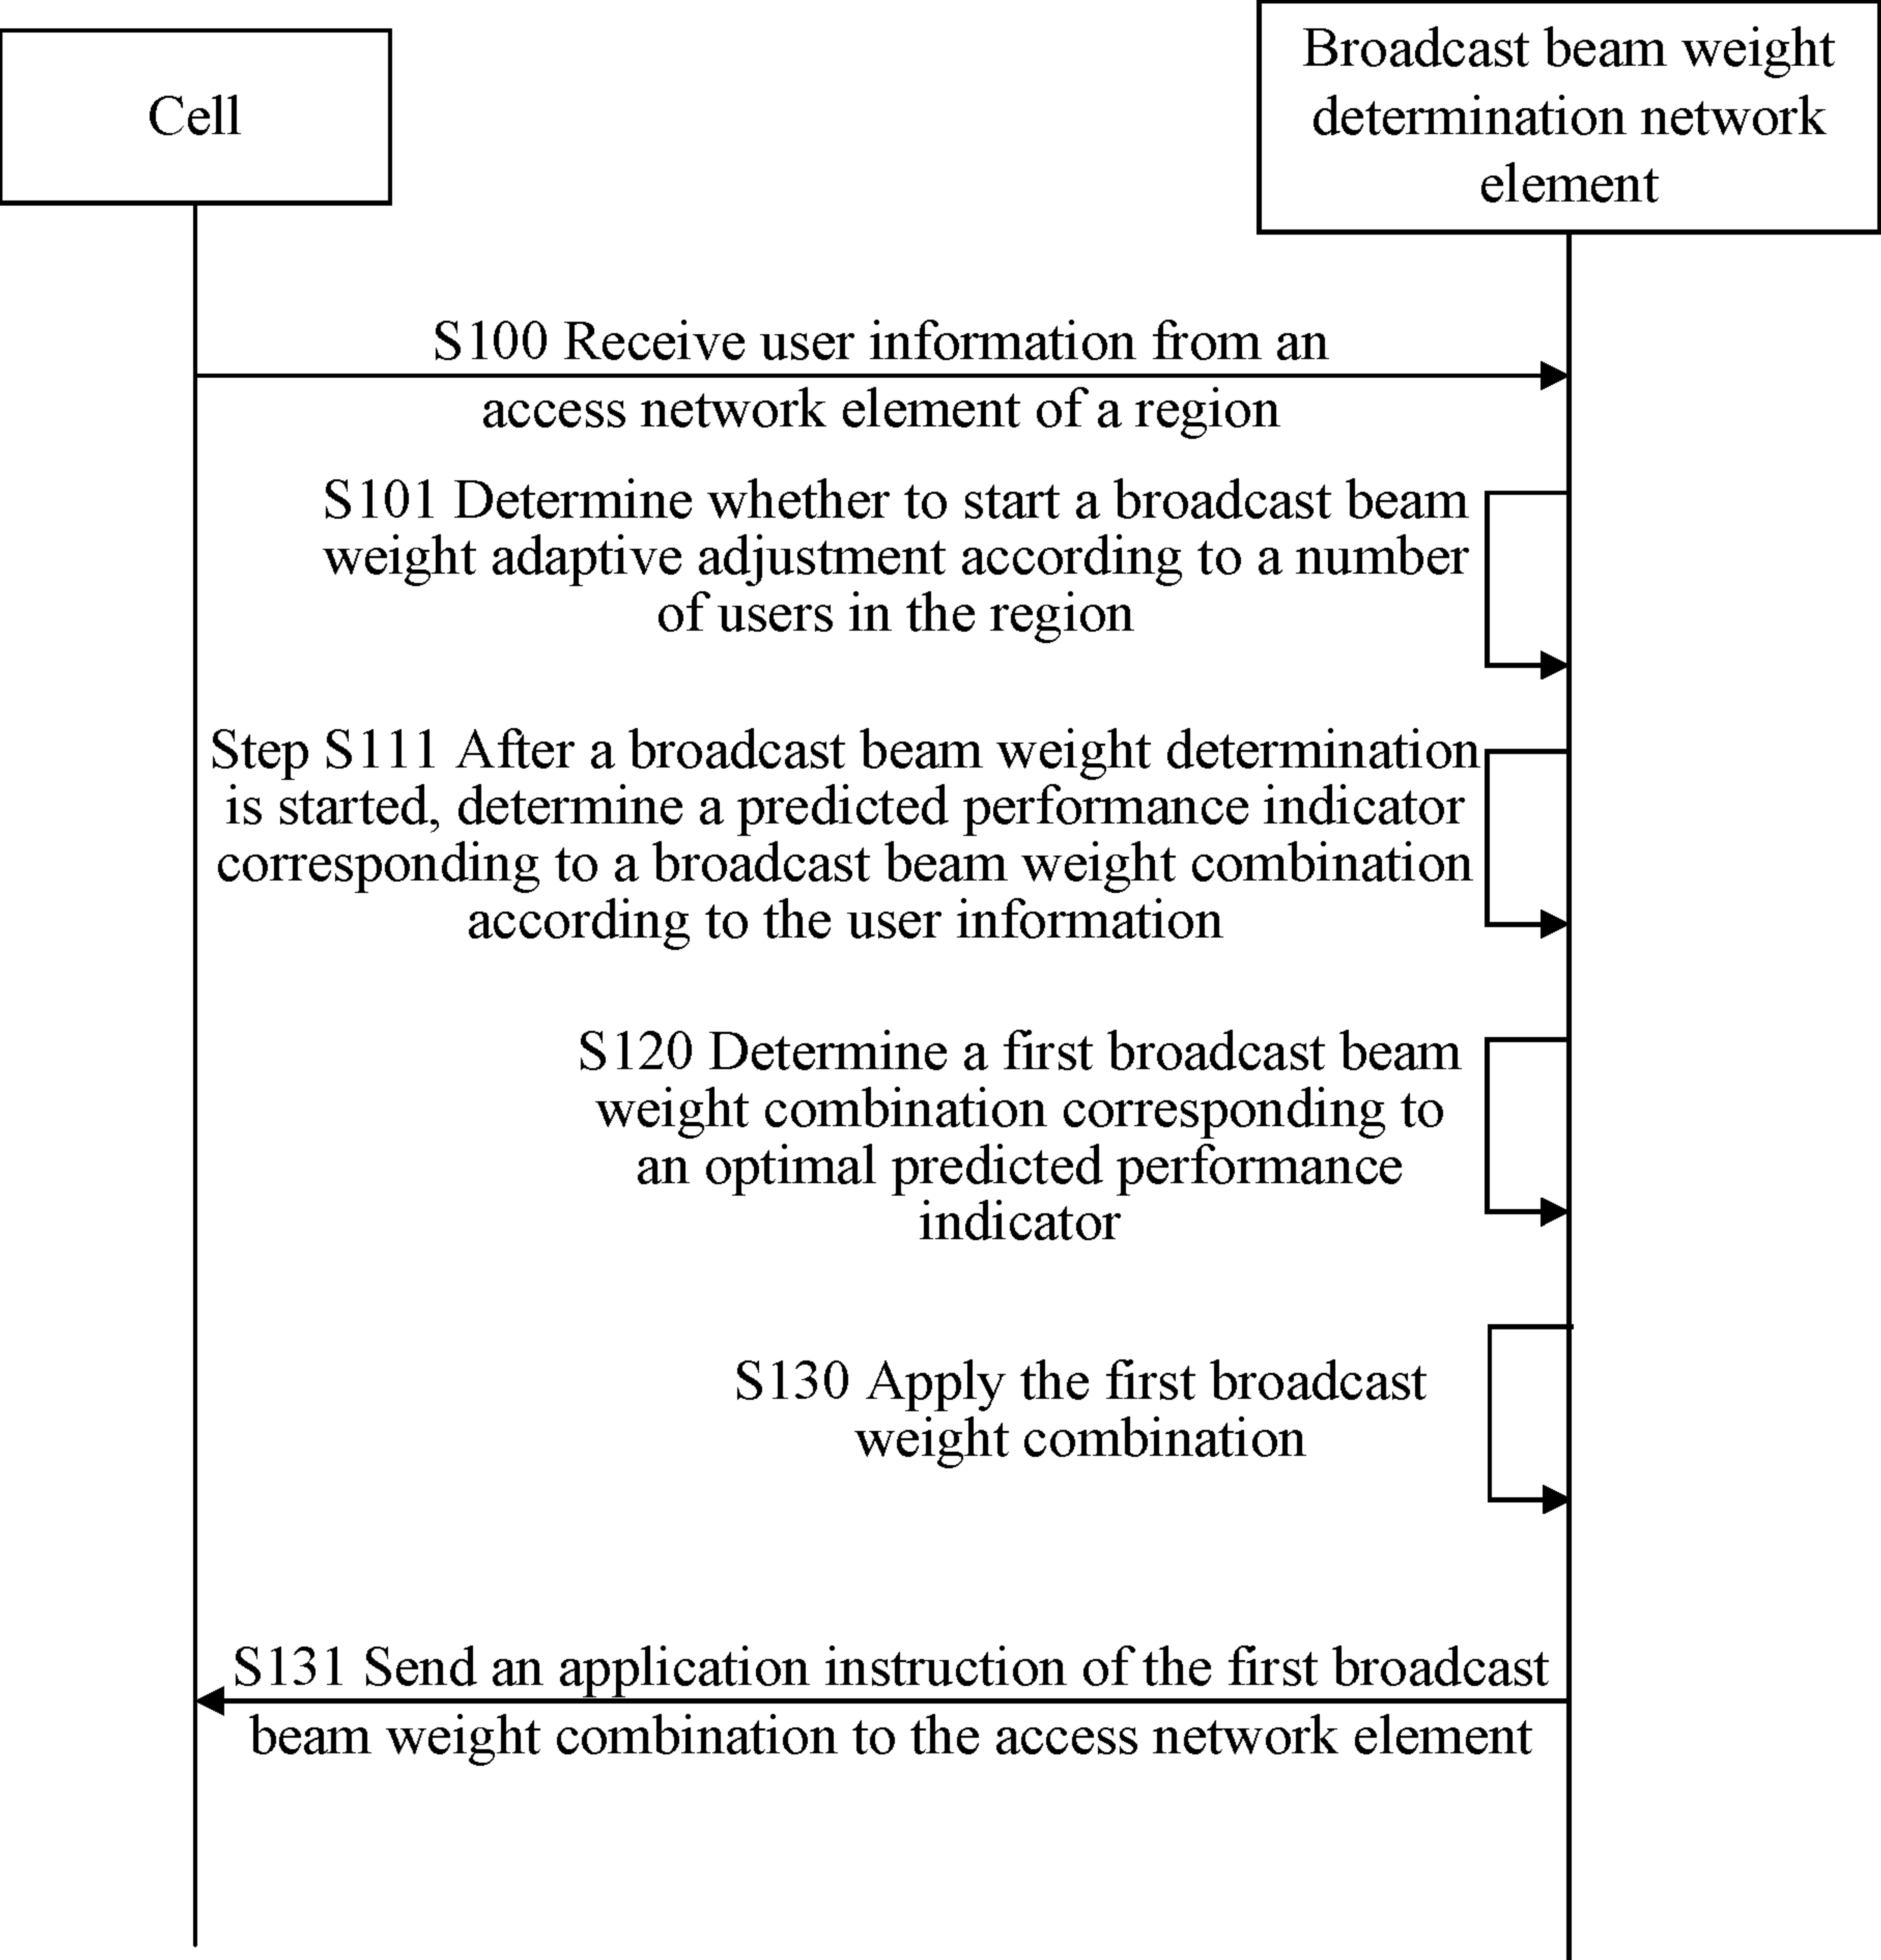 Cell
Broadcast beam weight
determination network
element
S100 Receive user information from an
access network element of a region
S101 Determine whether to start a broadcast beam
weight adaptive adjustment according to a number
of users in the region
Step S111 After a broadcast beam weight determination
is started, determine a predicted performance indicator
corresponding to a broadcast beam weight combination
according to the user information
S120 Determine a first broadcast beam
weight combination corresponding to
an optimal predicted performance
indicator
S130 Apply the first broadcast
weight combination
S131 Send an application instruction of the first broadcast
beam weight combination to the access network element